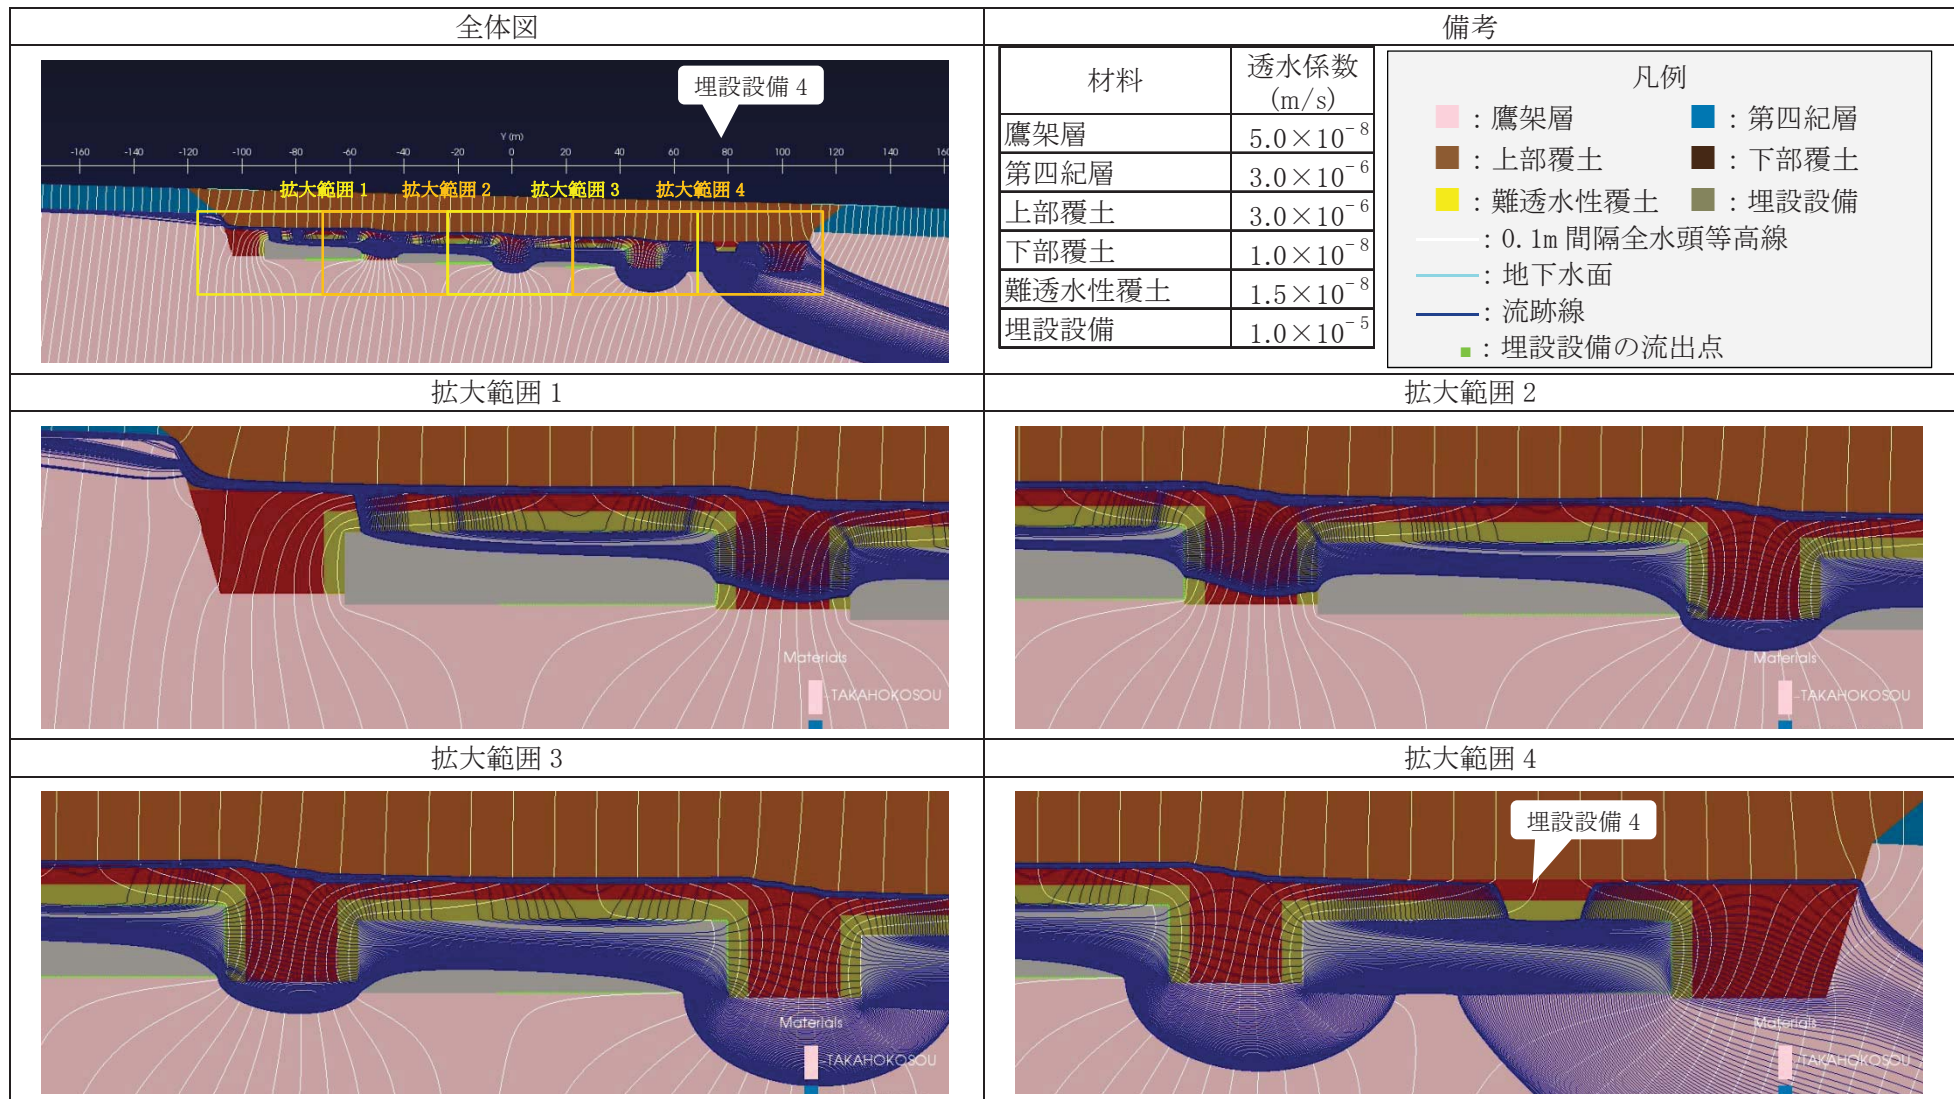 全体図
備考
埋設設備 4
Y (m)
-160 -140 -120 -100 -80 -60 -40 -20 0 20 40 60 80 100 120 140 160
拡大範囲 1 拡大範囲 2 拡大範囲 3 拡大範囲 4
材料 透水係数 (m/s)
鷹架層 5.0×10⁻⁸
第四紀層 3.0×10⁻⁶
上部覆土 3.0×10⁻⁶
下部覆土 1.0×10⁻⁸
難透水性覆土 1.5×10⁻⁸
埋設設備 1.0×10⁻⁵
凡例
：鷹架層 ：第四紀層
：上部覆土 ：下部覆土
：難透水性覆土 ：埋設設備
：0.1m 間隔全水頭等高線
：地下水面
：流跡線
：埋設設備の流出点
拡大範囲 1
拡大範囲 2
Materials
TAKAHOKOSOU
Materials
TAKAHOKOSOU
拡大範囲 3
拡大範囲 4
Materials
TAKAHOKOSOU
埋設設備 4
Materials
TAKAHOKOSOU